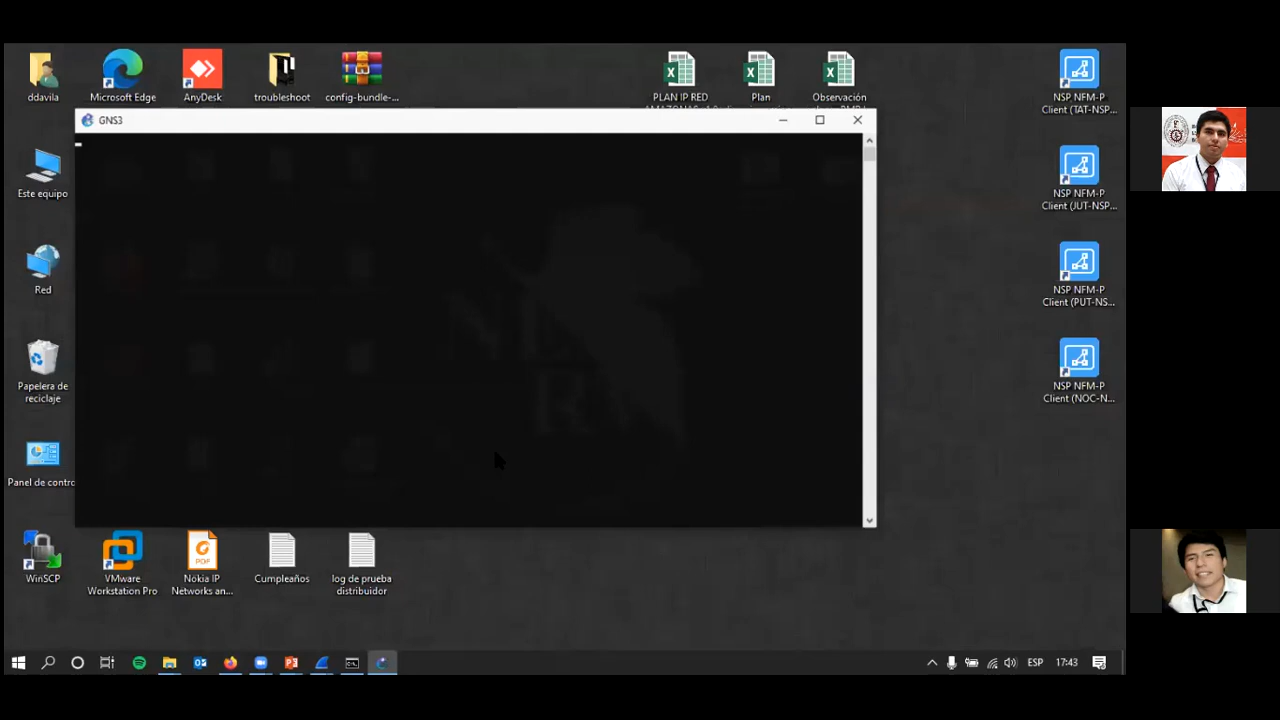 ddavila
Microsoft Edge
AnyDesk
troubleshoot
config-bundle-...
PLAN IP RED
Plan
Observación
NSP NFM-P
Client (TAT-NSP...
GNS3
Este equipo
NSP NFM-P
Client (JUT-NSP...
Red
NSP NFM-P
Client (PUT-NS...
Papelera de
reciclaje
NSP NFM-P
Client (NOC-N...
Panel de contro
WinSCP
VMware
Workstation Pro
PDF
Nokia IP
Networks an...
Cumpleaños
log de prueba
distribuidor
ESP
17:43